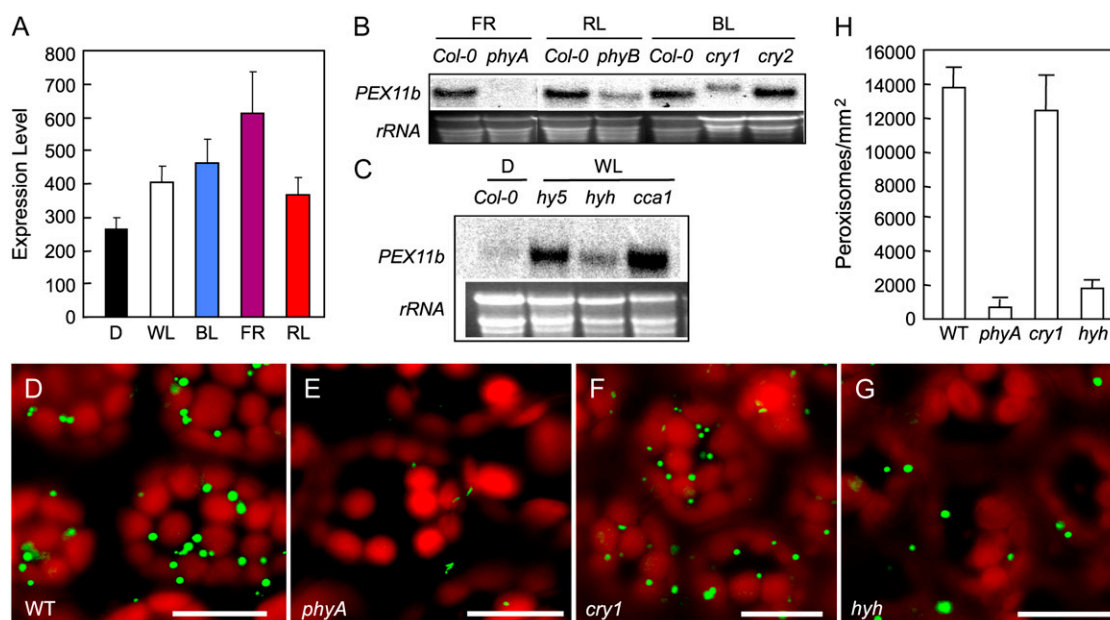 A
Expression Level
800
700
600
500
400
300
200
100
0
D WL BL FR RL
B
FR RL BL
Col-0 phyA Col-0 phyB Col-0 cry1 cry2
PEX11b
rRNA
C
D WL
Col-0 hy5 hyh cca1
PEX11b
rRNA
H
Peroxisomes/mm²
16000
14000
12000
10000
8000
6000
4000
2000
0
WT phyA cry1 hyh
D
WT
E
phyA
F
cry1
G
hyh